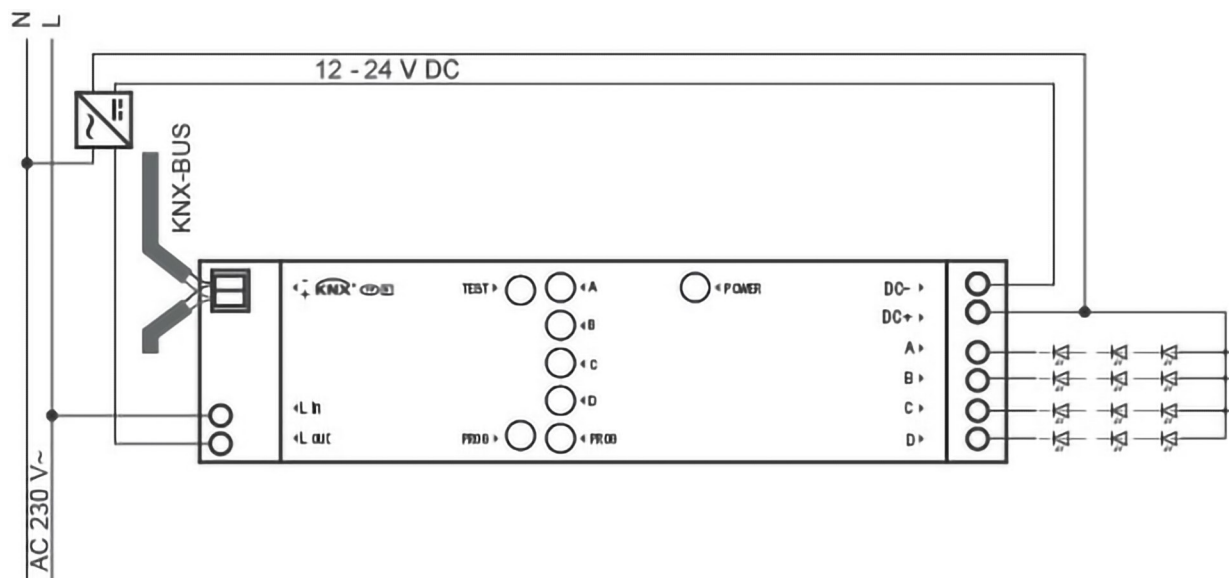 N L
12 - 24 V DC
KNX-BUS
KNX
TEST
A
POWER
DC-
B
DC+
C
A
B
D
L In
C
L out
PROG
PROG
D
AC 230 V~